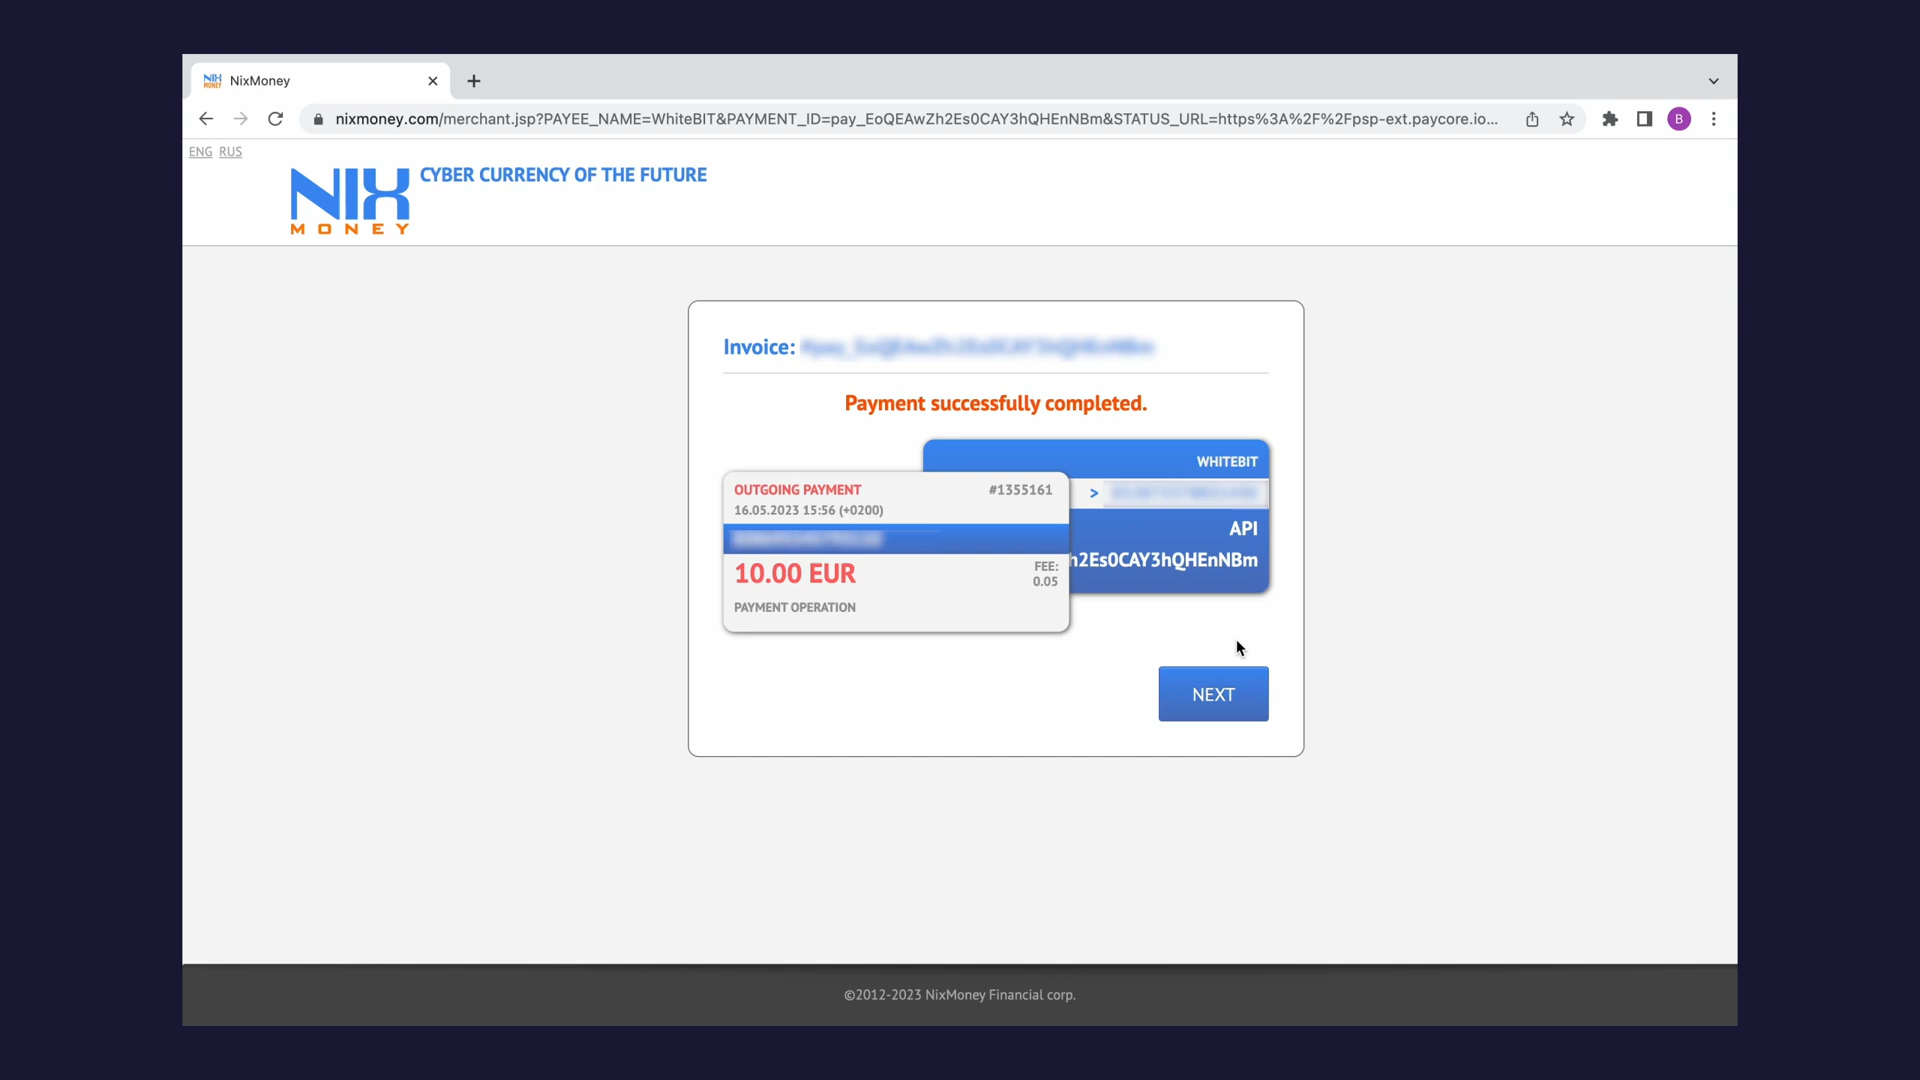 NixMoney
nixmoney.com/merchant.jsp?PAYEE_NAME=WhiteBIT&PAYMENT_ID=pay_EoQEAwZh2Es0CAY3hQHEnNBm&STATUS_URL=https%3A%2F%2Fpsp-ext.paycore.io...
B
ENG RUS
NIX MONEY
CYBER CURRENCY OF THE FUTURE
Invoice:
Payment successfully completed.
WHITEBIT
OUTGOING PAYMENT #1355161
>
16.05.2023 15:56 (+0200)
API
h2Es0CAY3hQHEnNBm
10.00 EUR
FEE:
0.05
PAYMENT OPERATION
NEXT
©2012-2023 NixMoney Financial corp.